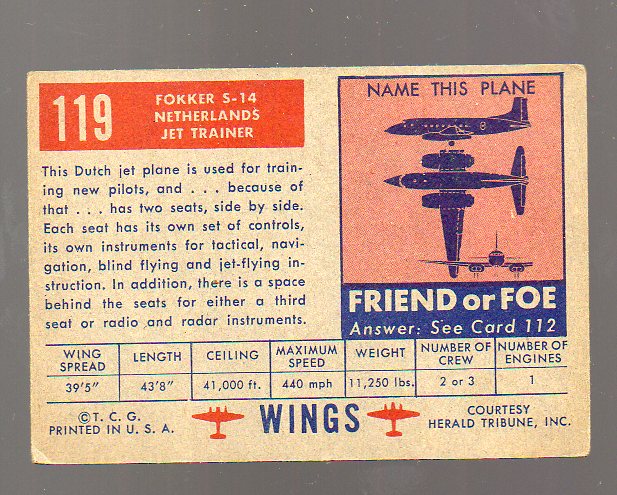 119
FOKKER S-14
NETHERLANDS
JET TRAINER
This Dutch jet plane is used for train-
ing new pilots, and . . . because of
that . . . has two seats, side by side.
Each seat has its own set of controls,
its own instruments for tactical, navi-
gation, blind flying and jet-flying in-
struction. In addition, there is a space
behind the seats for either a third
seat or radio and radar instruments.
NAME THIS PLANE
FRIEND or FOE
Answer: See Card 112
WING SPREAD LENGTH CEILING MAXIMUM SPEED WEIGHT NUMBER OF CREW NUMBER OF ENGINES
39'5" 43'8" 41,000 ft. 440 mph 11,250 lbs. 2 or 3 1
©T. C. G.
PRINTED IN U. S. A.
WINGS
COURTESY
HERALD TRIBUNE, INC.